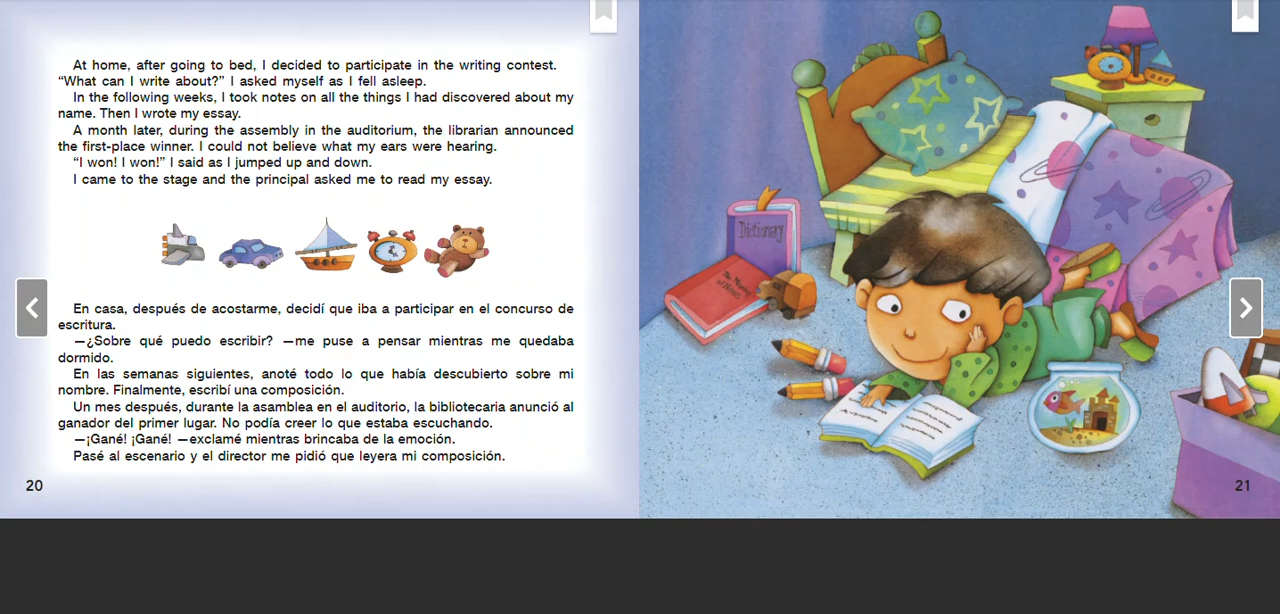 At home, after going to bed, I decided to participate in the writing contest.
“What can I write about?” I asked myself as I fell asleep.
In the following weeks, I took notes on all the things I had discovered about my
name. Then I wrote my essay.
A month later, during the assembly in the auditorium, the librarian announced
the first-place winner. I could not believe what my ears were hearing.
“I won! I won!” I said as I jumped up and down.
I came to the stage and the principal asked me to read my essay.
En casa, después de acostarme, decidí que iba a participar en el concurso de
escritura.
—¿Sobre qué puedo escribir? —me puse a pensar mientras me quedaba
dormido.
En las semanas siguientes, anoté todo lo que había descubierto sobre mi
nombre. Finalmente, escribí una composición.
Un mes después, durante la asamblea en el auditorio, la bibliotecaria anunció al
ganador del primer lugar. No podía creer lo que estaba escuchando.
—¡Gané! ¡Gané! —exclamé mientras brincaba de la emoción.
Pasé al escenario y el director me pidió que leyera mi composición.
20
Dictionary
The Meaning
of Names
21